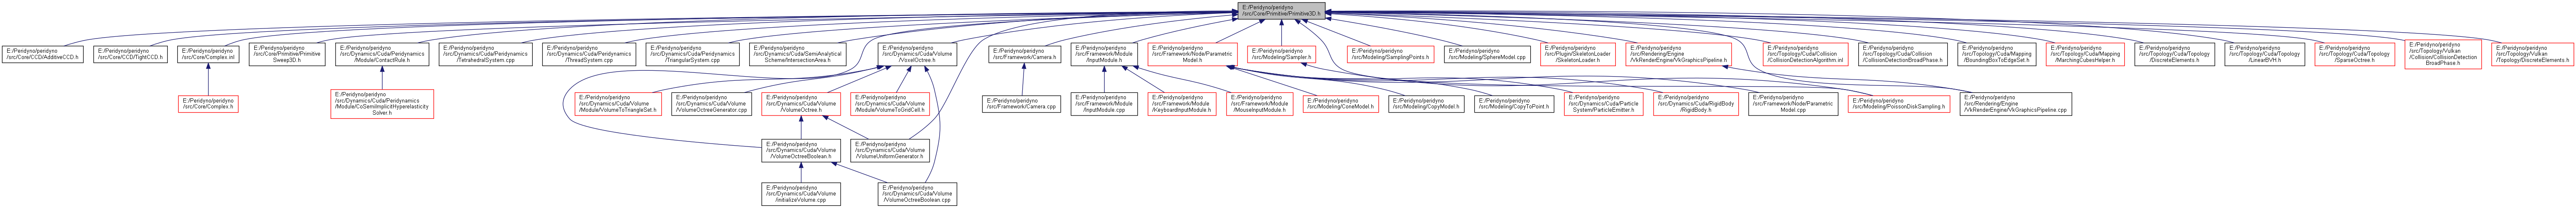 E:/Peridyno/peridyno
/src/Core/Primitive/Primitive3D.h
E:/Peridyno/peridyno
/src/Core/CCD/AdditiveCCD.h
E:/Peridyno/peridyno
/src/Core/CCD/TightCCD.h
E:/Peridyno/peridyno
/src/Core/Complex.inl
E:/Peridyno/peridyno
/src/Core/Primitive/Primitive
Sweep3D.h
E:/Peridyno/peridyno
/src/Dynamics/Cuda/Peridynamics
/Module/ContactRule.h
E:/Peridyno/peridyno
/src/Dynamics/Cuda/Peridynamics
/TetrahedralSystem.cpp
E:/Peridyno/peridyno
/src/Dynamics/Cuda/Peridynamics
/ThreadSystem.cpp
E:/Peridyno/peridyno
/src/Dynamics/Cuda/Peridynamics
/TriangularSystem.cpp
E:/Peridyno/peridyno
/src/Dynamics/Cuda/SemiAnalytical
Scheme/IntersectionArea.h
E:/Peridyno/peridyno
/src/Dynamics/Cuda/Volume
/VoxelOctree.h
E:/Peridyno/peridyno
/src/Framework/Camera.h
E:/Peridyno/peridyno
/src/Framework/Module
/InputModule.h
E:/Peridyno/peridyno
/src/Framework/Node/Parametric
Model.h
E:/Peridyno/peridyno
/src/Modeling/Sampler.h
E:/Peridyno/peridyno
/src/Modeling/SamplingPoints.h
E:/Peridyno/peridyno
/src/Modeling/SphereModel.cpp
E:/Peridyno/peridyno
/src/Plugin/SkeletonLoader
/SkeletonLoader.h
E:/Peridyno/peridyno
/src/Rendering/Engine
/VkRenderEngine/VkGraphicsPipeline.h
E:/Peridyno/peridyno
/src/Topology/Cuda/Collision
/CollisionDetectionAlgorithm.inl
E:/Peridyno/peridyno
/src/Topology/Cuda/Collision
/CollisionDetectionBroadPhase.h
E:/Peridyno/peridyno
/src/Topology/Cuda/Mapping
/BoundingBoxToEdgeSet.h
E:/Peridyno/peridyno
/src/Topology/Cuda/Mapping
/MarchingCubesHelper.h
E:/Peridyno/peridyno
/src/Topology/Cuda/Topology
/DiscreteElements.h
E:/Peridyno/peridyno
/src/Topology/Cuda/Topology
/LinearBVH.h
E:/Peridyno/peridyno
/src/Topology/Cuda/Topology
/SparseOctree.h
E:/Peridyno/peridyno
/src/Topology/Vulkan
/Collision/CollisionDetection
BroadPhase.h
E:/Peridyno/peridyno
/src/Topology/Vulkan
/Topology/DiscreteElements.h
E:/Peridyno/peridyno
/src/Core/Complex.h
E:/Peridyno/peridyno
/src/Dynamics/Cuda/Peridynamics
/Module/CoSemiImplicitHyperelasticity
Solver.h
E:/Peridyno/peridyno
/src/Dynamics/Cuda/Volume
/Module/VolumeToTriangleSet.h
E:/Peridyno/peridyno
/src/Dynamics/Cuda/Volume
/VolumeOctreeGenerator.cpp
E:/Peridyno/peridyno
/src/Dynamics/Cuda/Volume
/VolumeOctree.h
E:/Peridyno/peridyno
/src/Dynamics/Cuda/Volume
/Module/VolumeToGridCell.h
E:/Peridyno/peridyno
/src/Framework/Camera.cpp
E:/Peridyno/peridyno
/src/Framework/Module
/InputModule.cpp
E:/Peridyno/peridyno
/src/Framework/Module
/KeyboardInputModule.h
E:/Peridyno/peridyno
/src/Framework/Module
/MouseInputModule.h
E:/Peridyno/peridyno
/src/Modeling/ConeModel.h
E:/Peridyno/peridyno
/src/Modeling/CopyModel.h
E:/Peridyno/peridyno
/src/Modeling/CopyToPoint.h
E:/Peridyno/peridyno
/src/Dynamics/Cuda/Particle
System/ParticleEmitter.h
E:/Peridyno/peridyno
/src/Dynamics/Cuda/RigidBody
/RigidBody.h
E:/Peridyno/peridyno
/src/Framework/Node/Parametric
Model.cpp
E:/Peridyno/peridyno
/src/Modeling/PoissonDiskSampling.h
E:/Peridyno/peridyno
/src/Rendering/Engine
/VkRenderEngine/VkGraphicsPipeline.cpp
E:/Peridyno/peridyno
/src/Dynamics/Cuda/Volume
/VolumeOctreeBoolean.h
E:/Peridyno/peridyno
/src/Dynamics/Cuda/Volume
/VolumeUniformGenerator.h
E:/Peridyno/peridyno
/src/Dynamics/Cuda/Volume
/initializeVolume.cpp
E:/Peridyno/peridyno
/src/Dynamics/Cuda/Volume
/VolumeOctreeBoolean.cpp